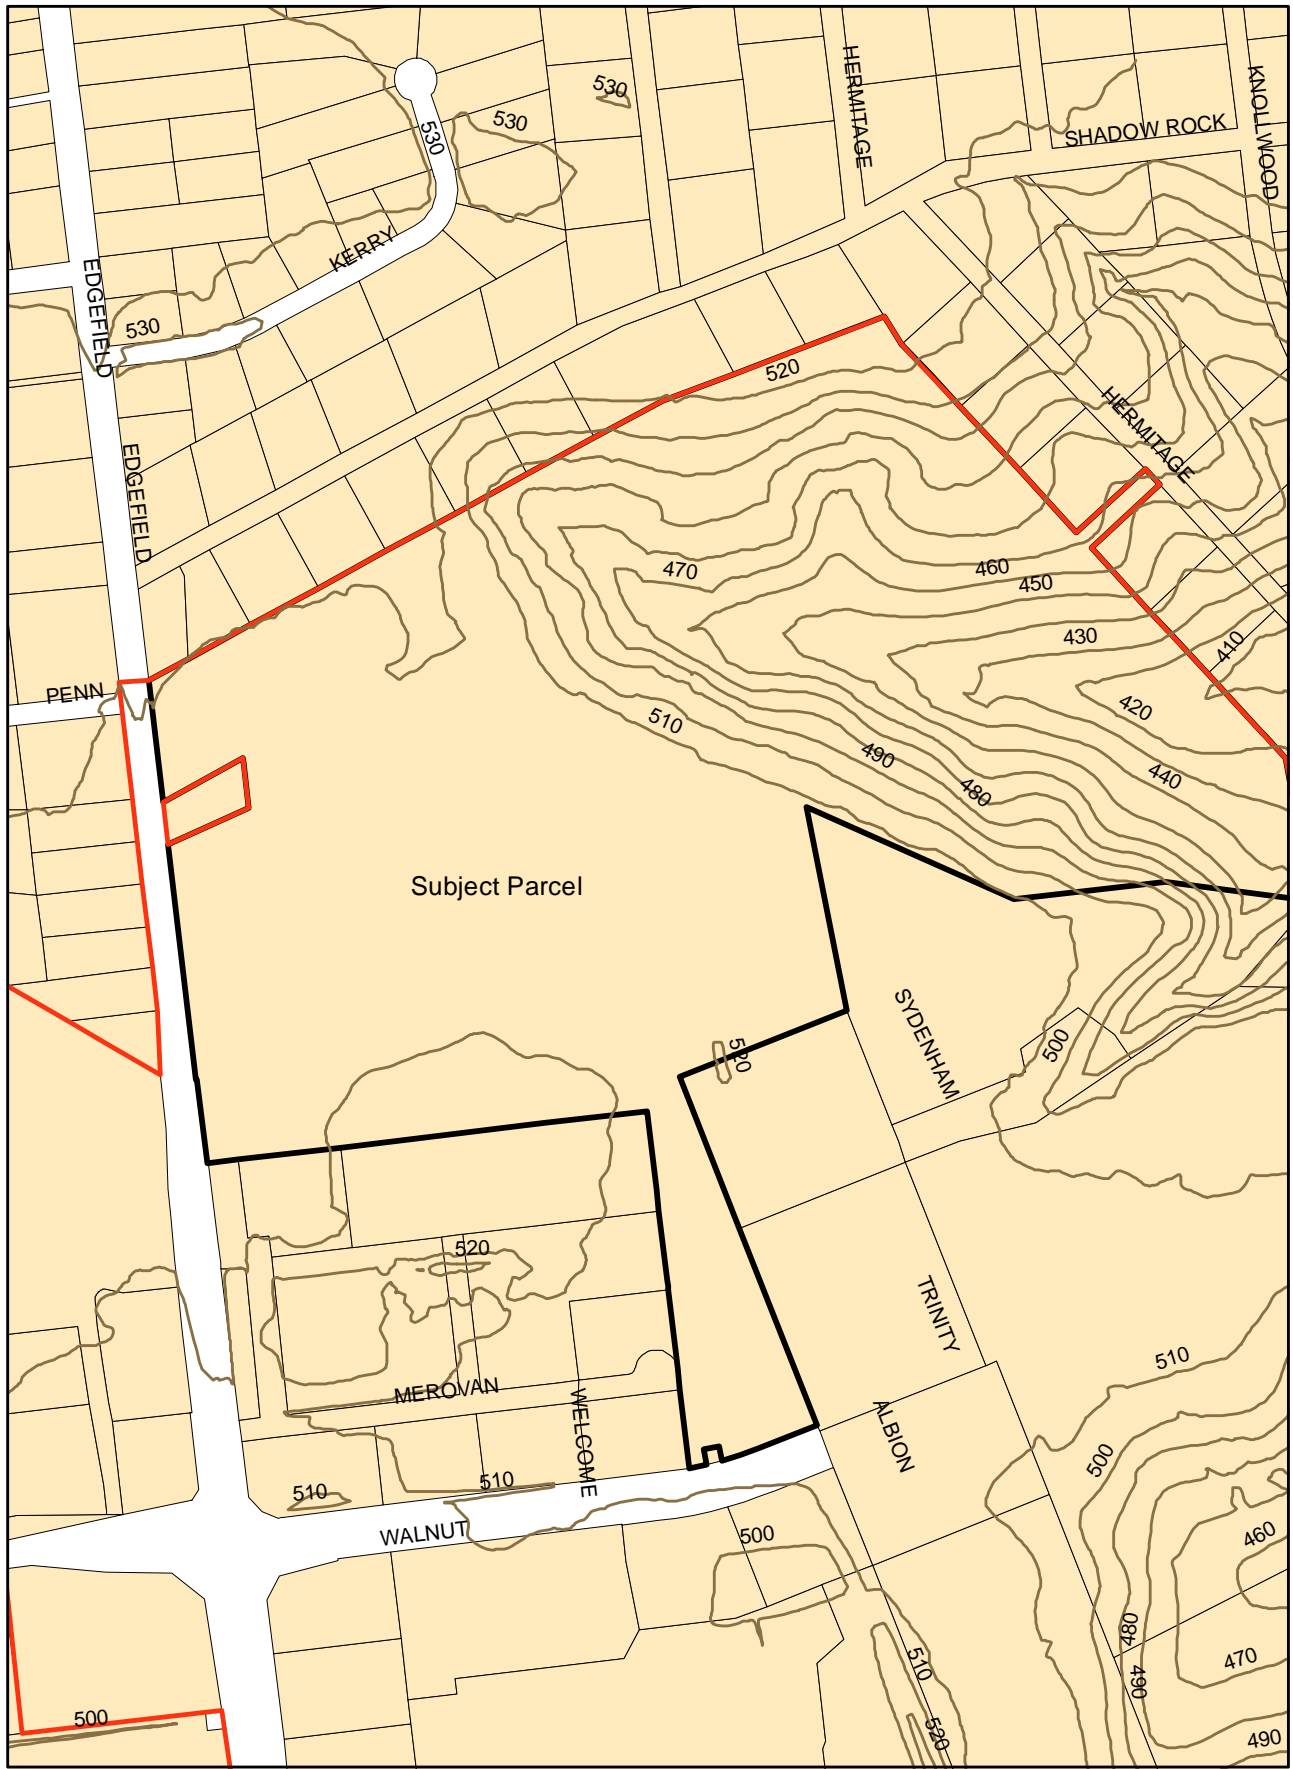 HERMITAGE
KNOLLWOOD
530
530
530
SHADOW ROCK
KERRY
EDGEFIELD
530
520
HERMITAGE
EDGEFIELD
470
460
450
430
410
PENN
420
510
490
440
480
Subject Parcel
SYDENHAM
500
520
520
TRINITY
510
MEROVAN
WELCOME
ALBION
500
510
510
WALNUT
500
460
480
470
510
490
500
520
490